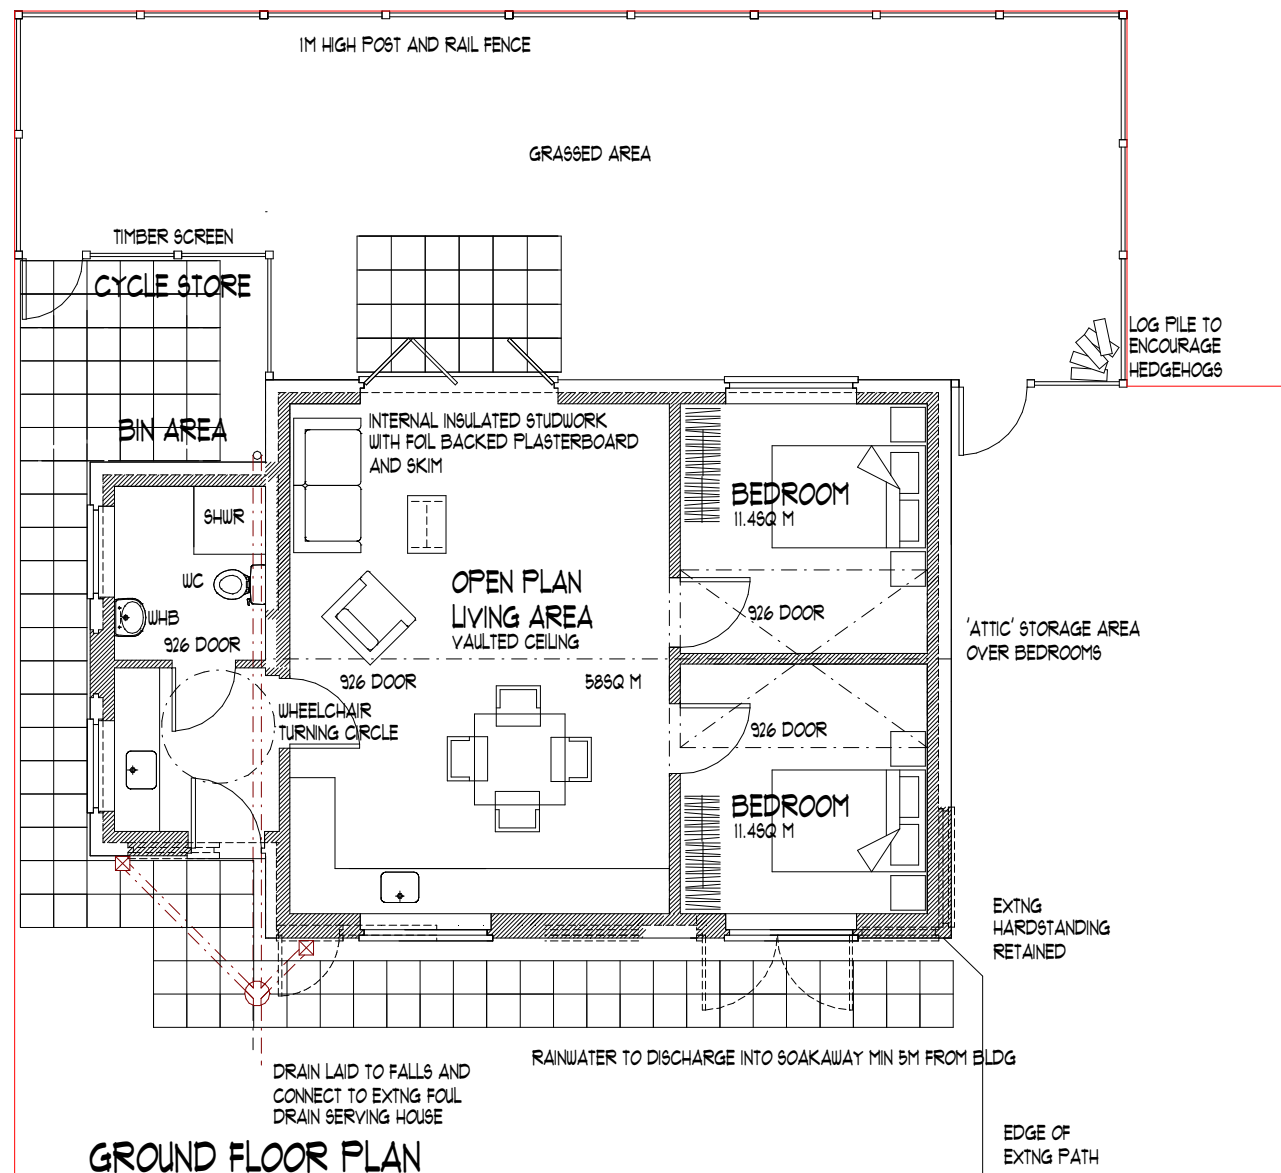 1M HIGH POST AND RAIL FENCE
GRASSED AREA
TIMBER SCREEN
CYCLE STORE
LOG PILE TO
ENCOURAGE
HEDGEHOGS
BIN AREA
INTERNAL INSULATED STUDWORK
WITH FOIL BACKED PLASTERBOARD
AND SKIM
BEDROOM
11.4SQ M
SHWR
WC
WHB
926 DOOR
OPEN PLAN
LIVING AREA
VAULTED CEILING
926 DOOR
'ATTIC' STORAGE AREA
OVER BEDROOMS
926 DOOR
58SQ M
WHEELCHAIR
TURNING CIRCLE
926 DOOR
BEDROOM
11.4SQ M
EXTNG
HARDSTANDING
RETAINED
RAINWATER TO DISCHARGE INTO SOAKAWAY MIN 5M FROM BLDG
DRAIN LAID TO FALLS AND
CONNECT TO EXTNG FOUL
DRAIN SERVING HOUSE
EDGE OF
EXTNG PATH
GROUND FLOOR PLAN